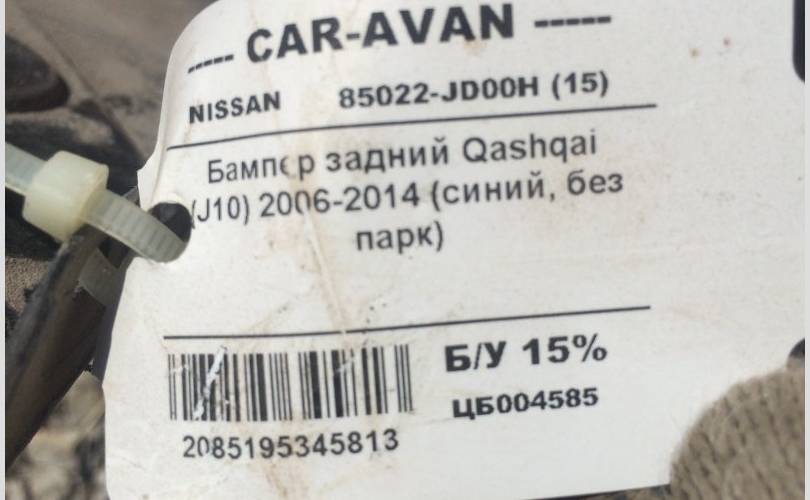 ---- CAR-AVAN -----
NISSAN 85022-JD00H (15)
Бампер задний Qashqai
(J10) 2006-2014 (синий, без
парк)
Б/У 15%
ЦБ004585
2085195345813